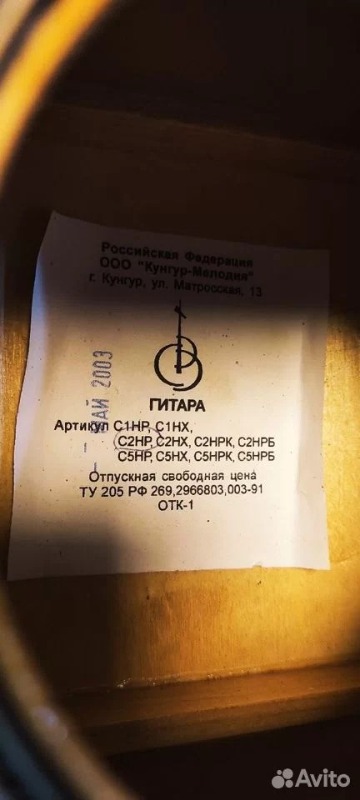 Российская Федерация
ООО "Кунгур-Мелодия"
г. Кунгур, ул. Матросская, 13
МАЙ 2003
ГИТАРА
Артикул С1НР, С1НХ,
С2НР, С2НХ, С2НРК, С2НРБ
С5НР, С5НХ, С5НРК, С5НРБ
Отпускная свободная цена
ТУ 205 РФ 269,2966803,003-91
ОТК-1
Avito